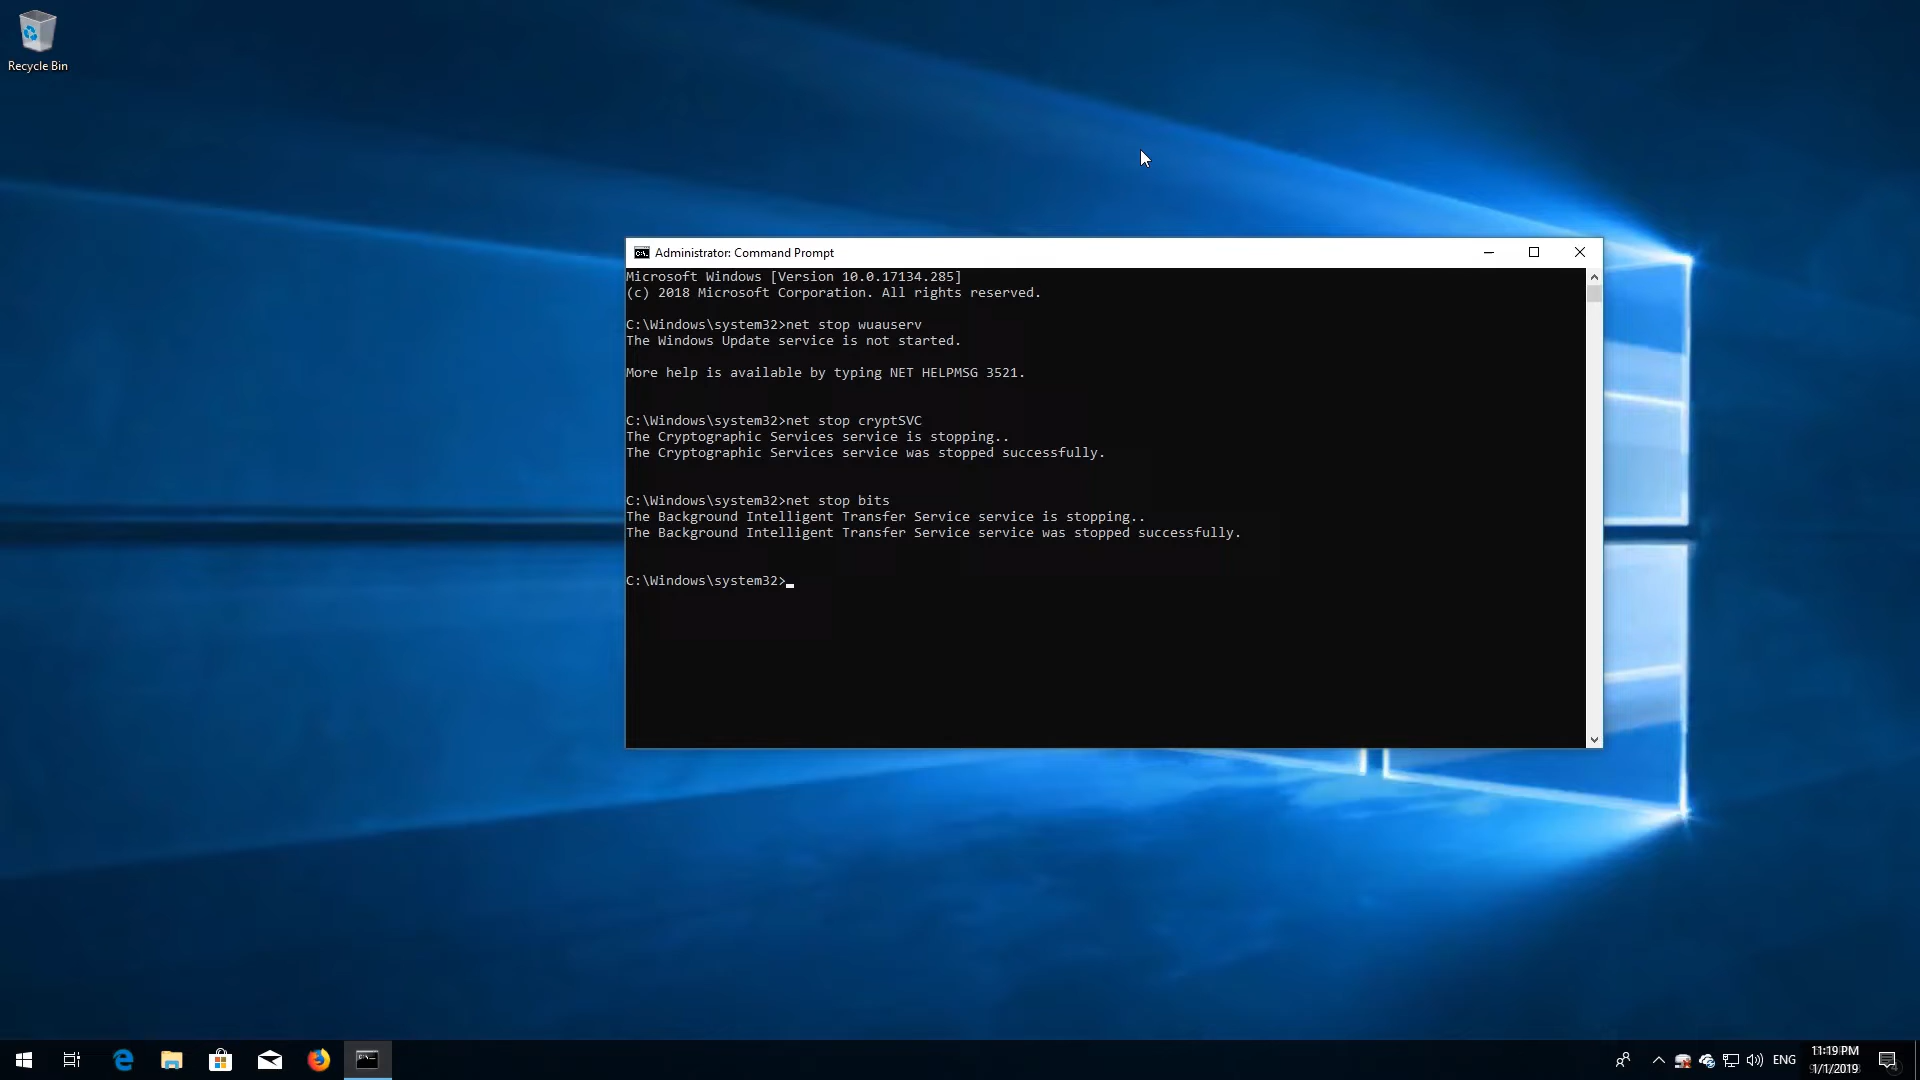 Recycle Bin
Administrator: Command Prompt
Microsoft Windows [Version 10.0.17134.285]
(c) 2018 Microsoft Corporation. All rights reserved.
C:\Windows\system32>net stop wuauserv
The Windows Update service is not started.
More help is available by typing NET HELPMSG 3521.
C:\Windows\system32>net stop cryptSVC
The Cryptographic Services service is stopping..
The Cryptographic Services service was stopped successfully.
C:\Windows\system32>net stop bits
The Background Intelligent Transfer Service service is stopping..
The Background Intelligent Transfer Service service was stopped successfully.
C:\Windows\system32>
ENG
11:19 PM
1/1/2019